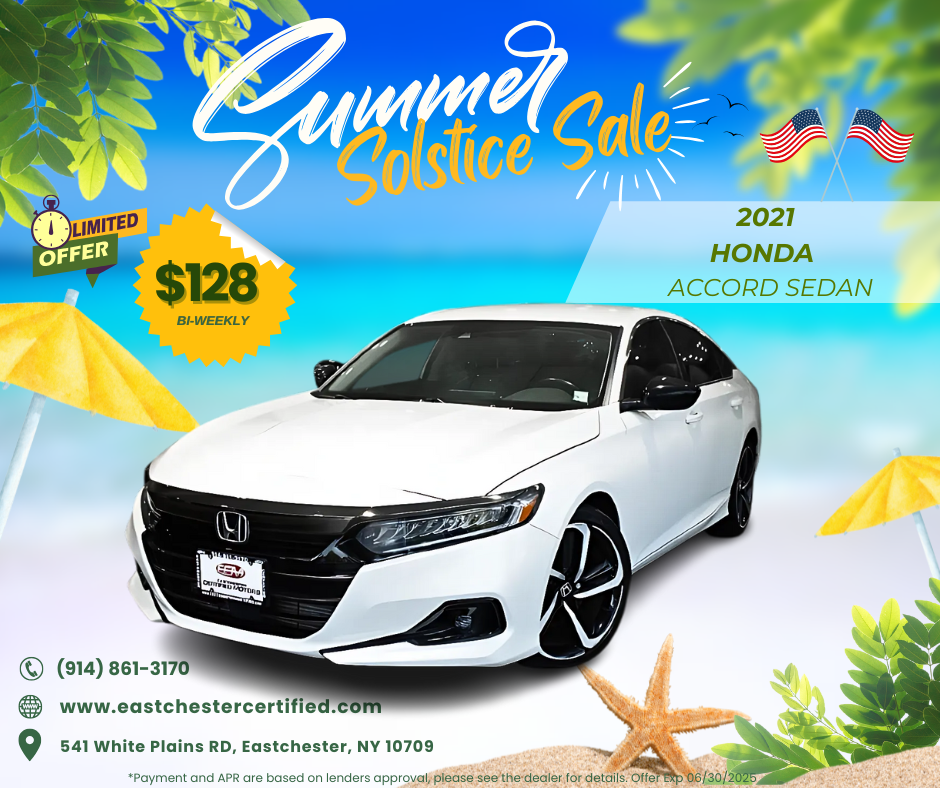 Summer
Solstice Sale
LIMITED
OFFER
$128
BI-WEEKLY
2021
HONDA
ACCORD SEDAN
EEM
CERTIFIED MOTORS
(914) 861-3170
www.eastchestercertified.com
541 White Plains RD, Eastchester, NY 10709
*Payment and APR are based on lenders approval, please see the dealer for details. Offer Exp 06/30/2025